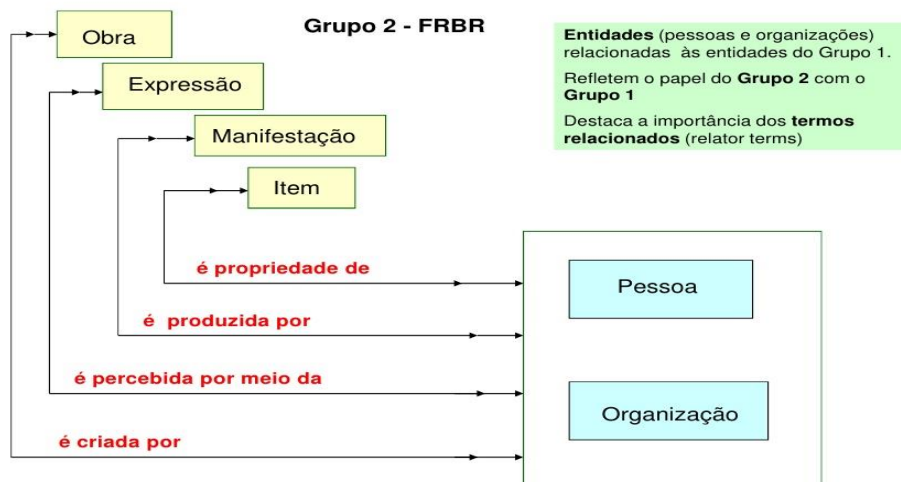 Grupo 2 - FRBR
Obra
Expressão
Manifestação
Item
Entidades (pessoas e organizações)
relacionadas às entidades do Grupo 1.
Refletem o papel do Grupo 2 com o
Grupo 1
Destaca a importância dos termos
relacionados (relator terms)
é propriedade de
é produzida por
é percebida por meio da
é criada por
Pessoa
Organização